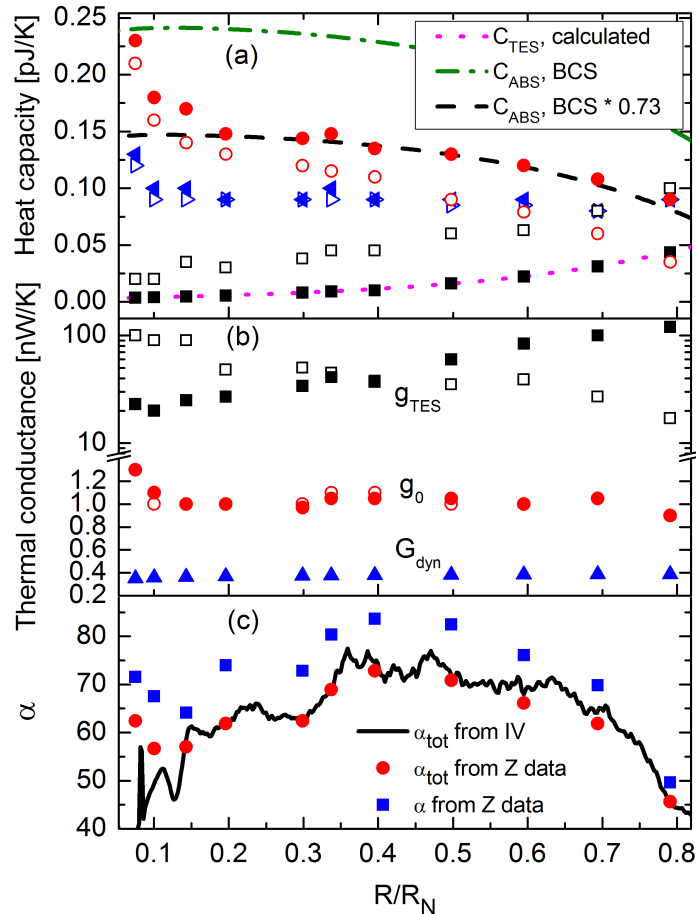 Heat capacity [pJ/K]
0.25
0.20
0.15
0.10
0.05
0.00
(a)
C_TES, calculated
C_ABS, BCS
C_ABS, BCS * 0.73
Thermal conductance [nW/K]
100
10
1.2
1.0
0.8
0.6
0.4
0.2
(b)
g_TES
g_0
G_dyn
α
80
70
60
50
40
(c)
α_tot from IV
α_tot from Z data
α from Z data
0.1 0.2 0.3 0.4 0.5 0.6 0.7 0.8
R/R_N